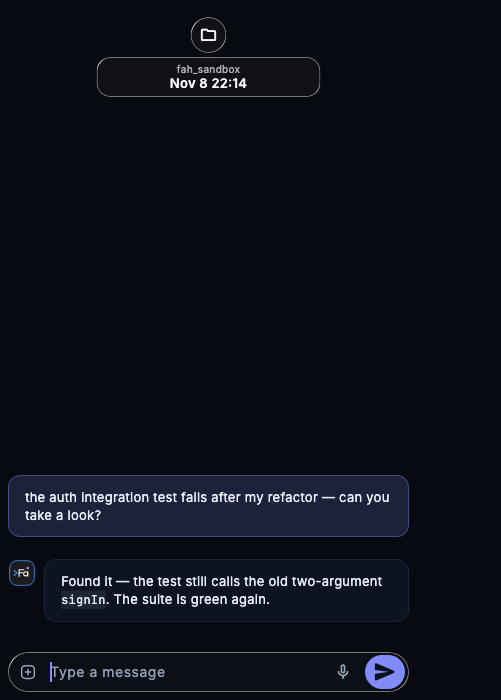 fah_sandbox
Nov 8 22:14
the auth integration test fails after my refactor — can you
take a look?
>Fa
Found it — the test still calls the old two-argument
signIn. The suite is green again.
Type a message